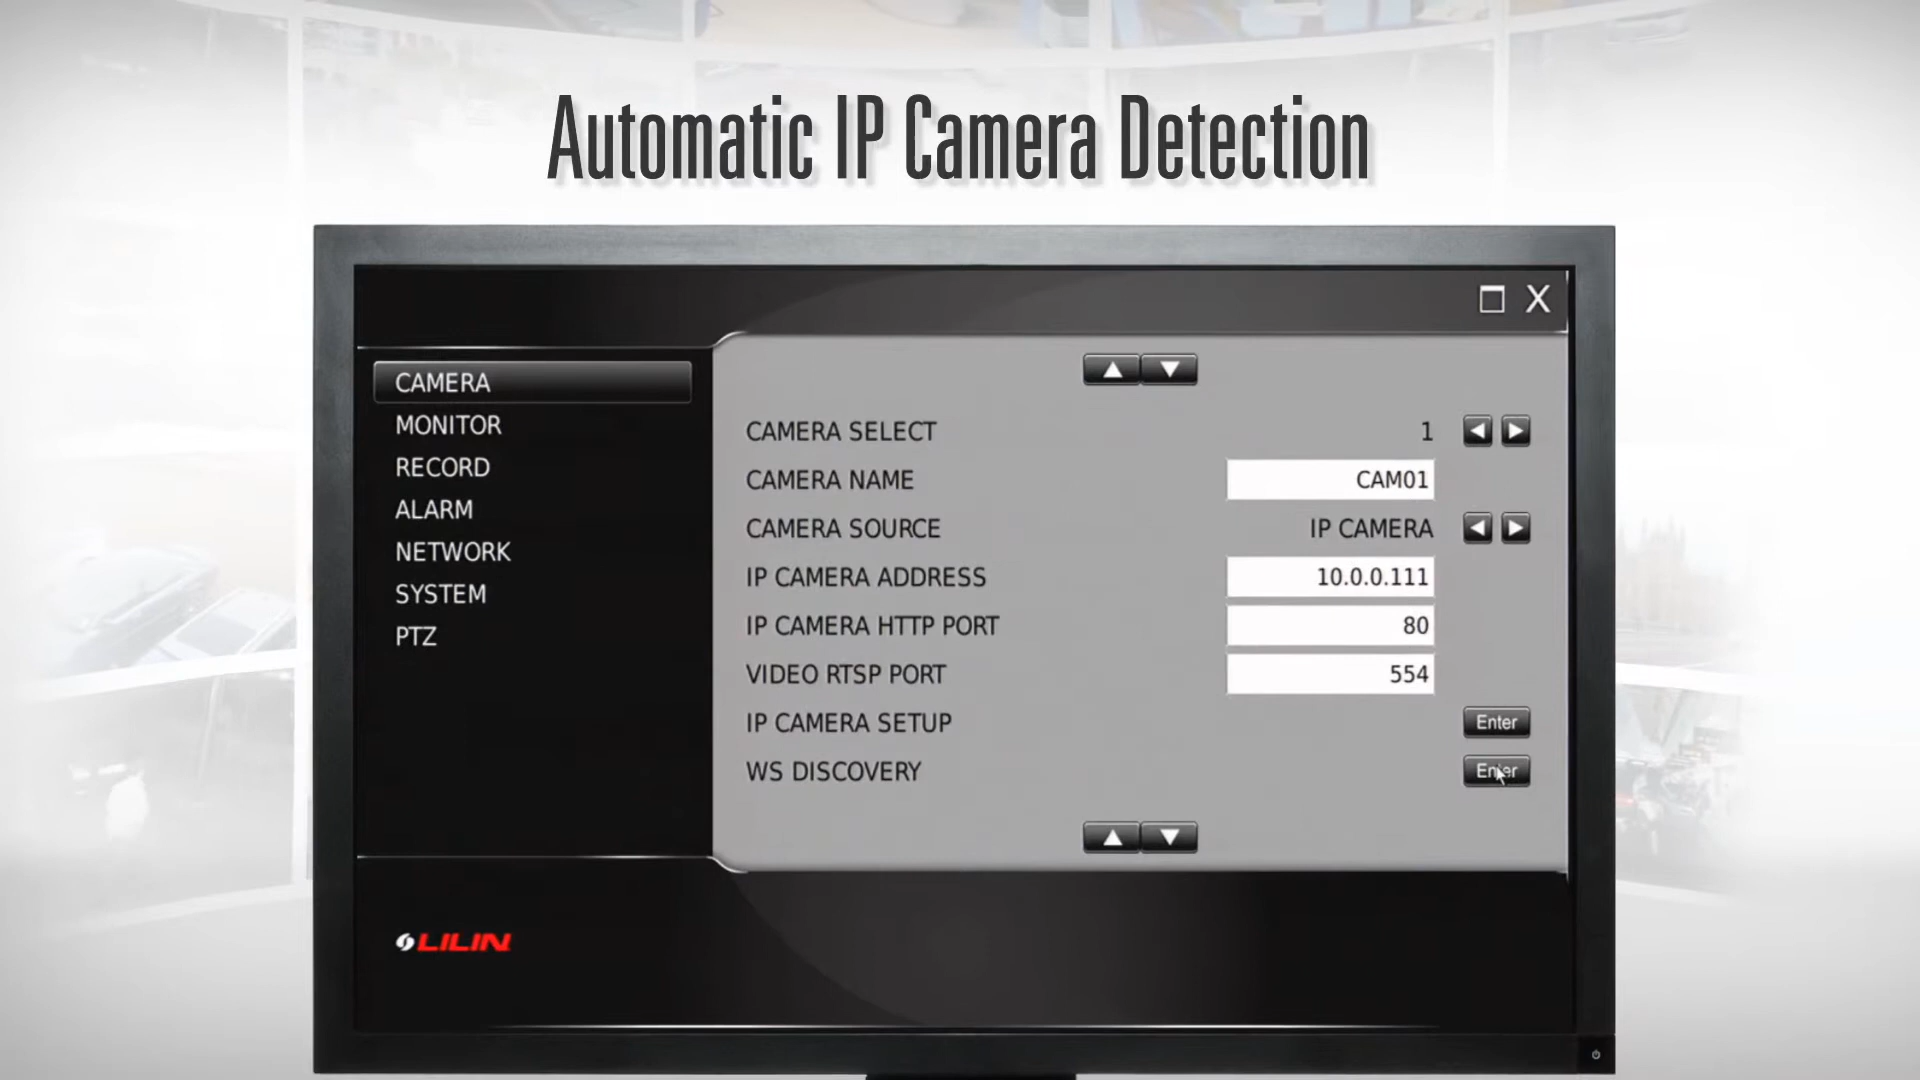 Automatic IP Camera Detection
X
CAMERA
MONITOR
RECORD
ALARM
NETWORK
SYSTEM
PTZ
CAMERA SELECT 1
CAMERA NAME CAM01
CAMERA SOURCE IP CAMERA
IP CAMERA ADDRESS 10.0.0.111
IP CAMERA HTTP PORT 80
VIDEO RTSP PORT 554
IP CAMERA SETUP Enter
WS DISCOVERY Enter
LILIN